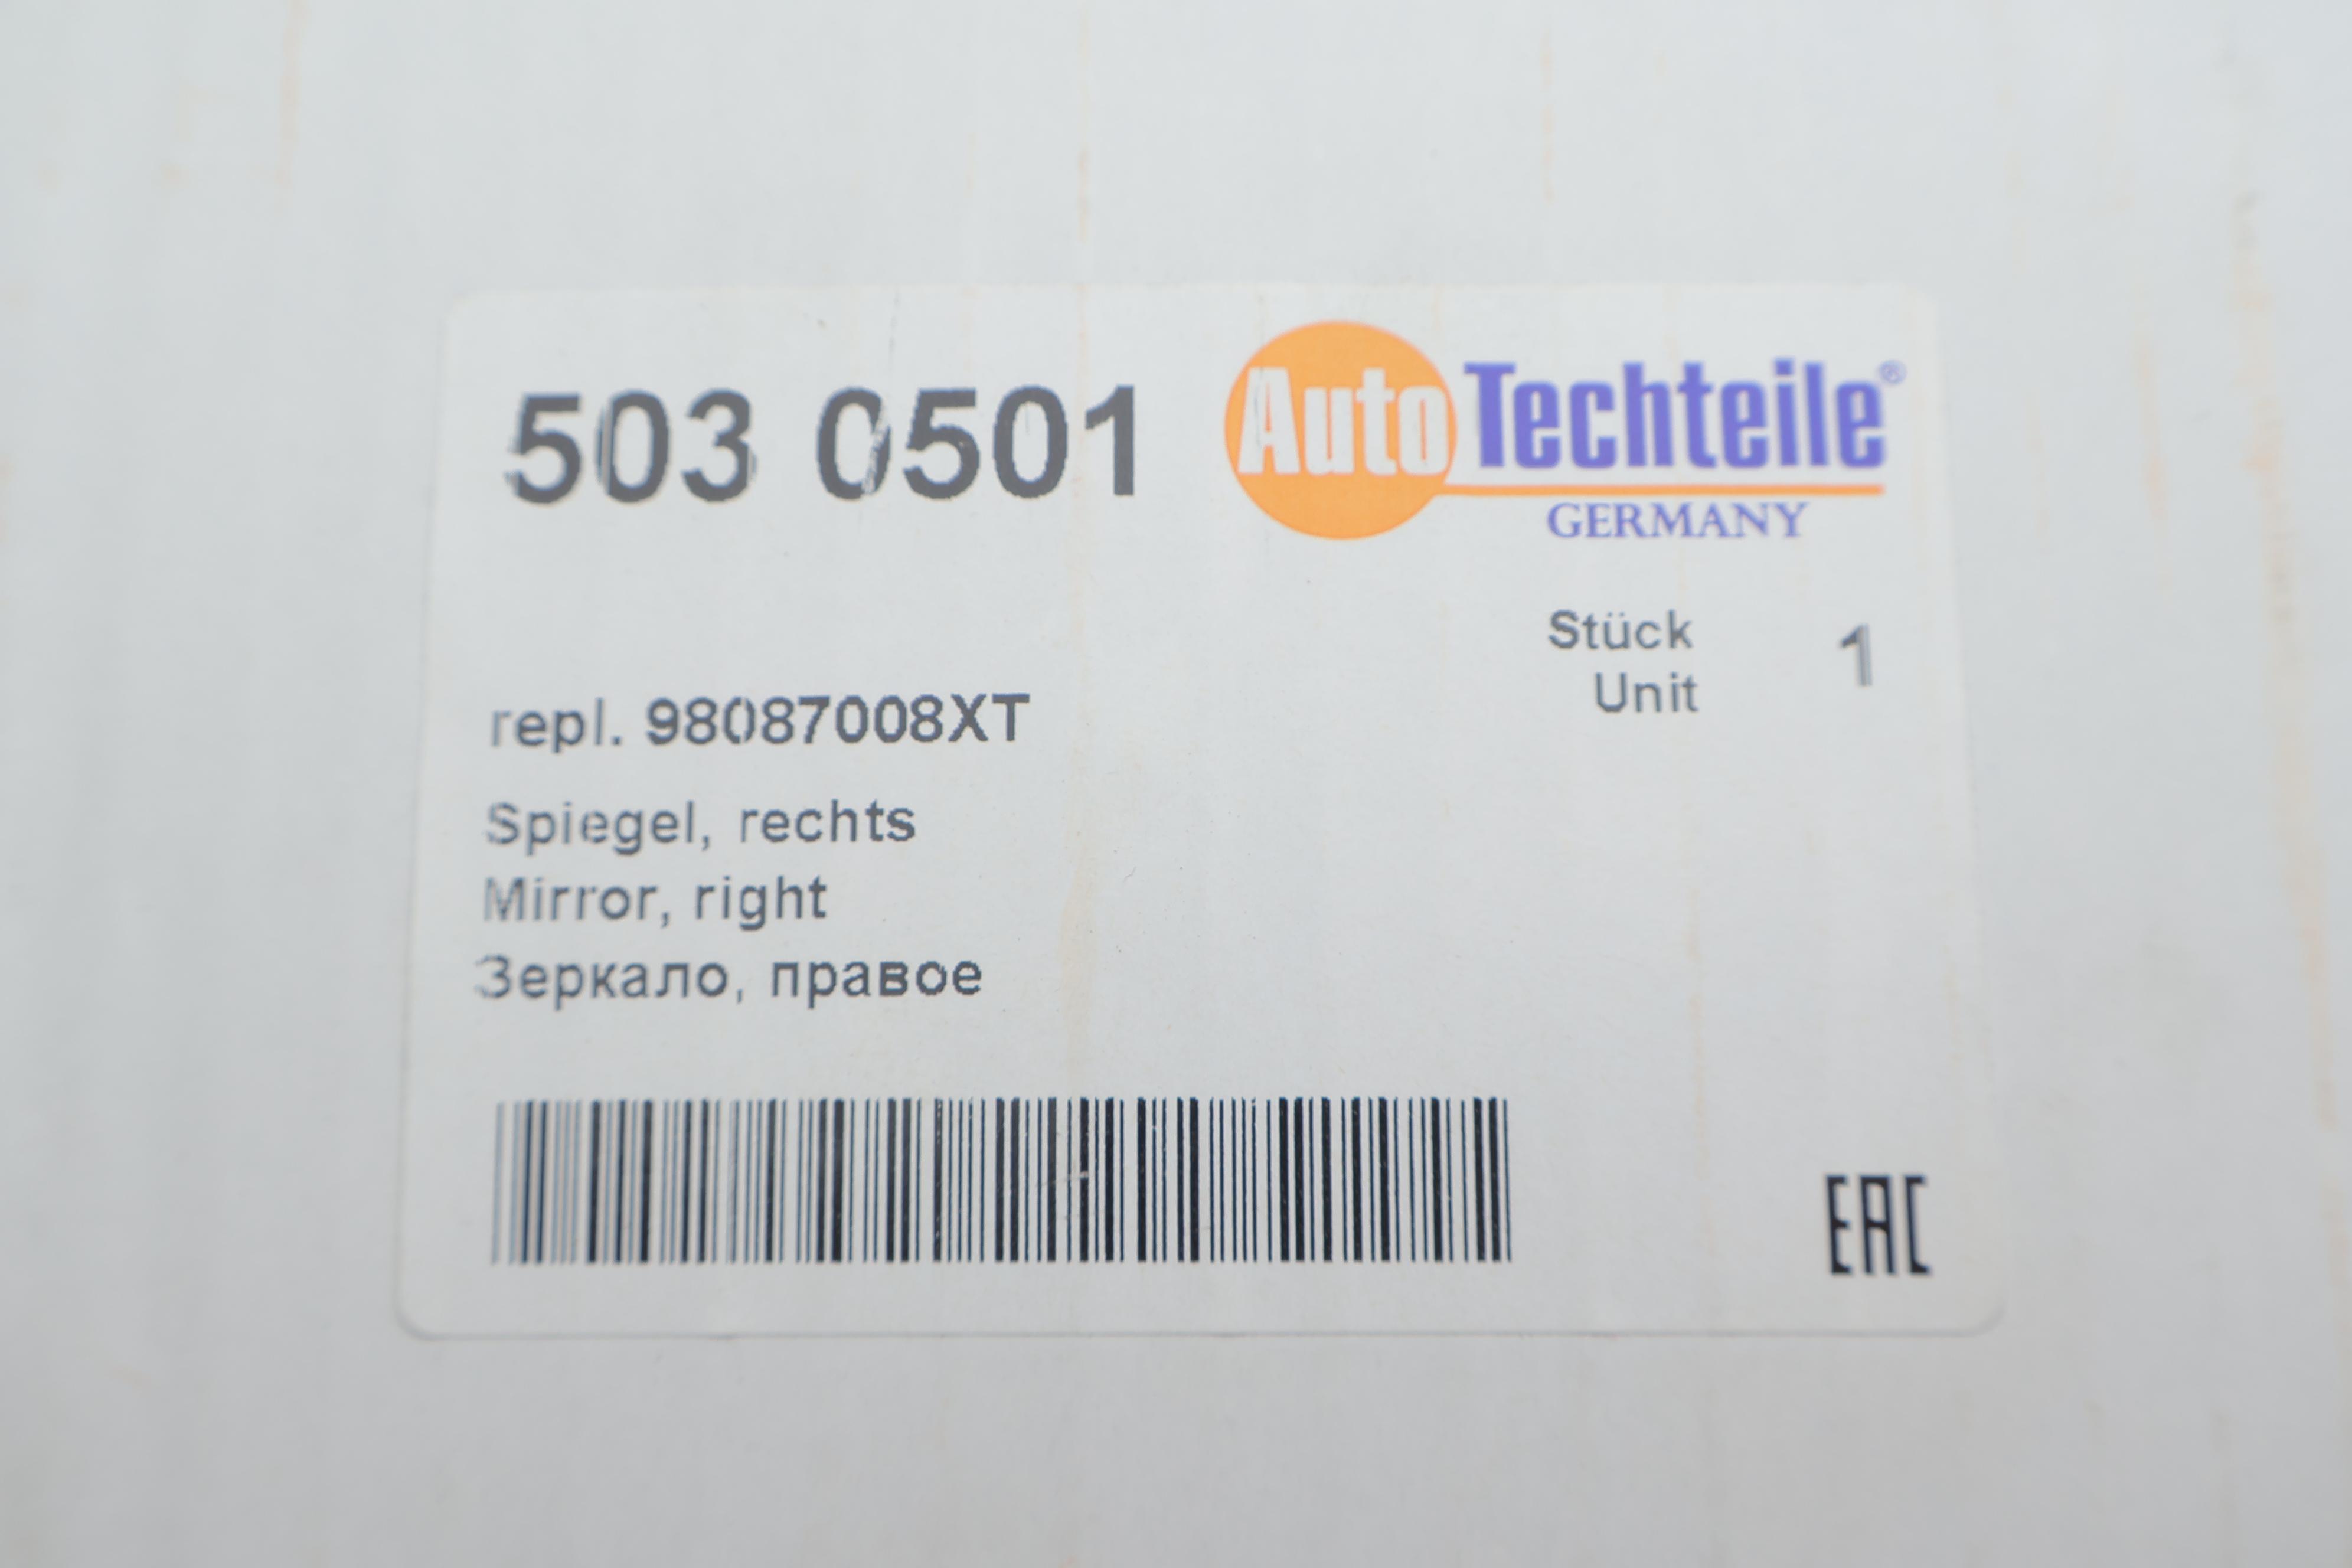 503 0501
AutoTechteile®
GERMANY
Stück
Unit
1
repl. 98087008XT
Spiegel, rechts
Mirror, right
Зеркало, правое
EAC